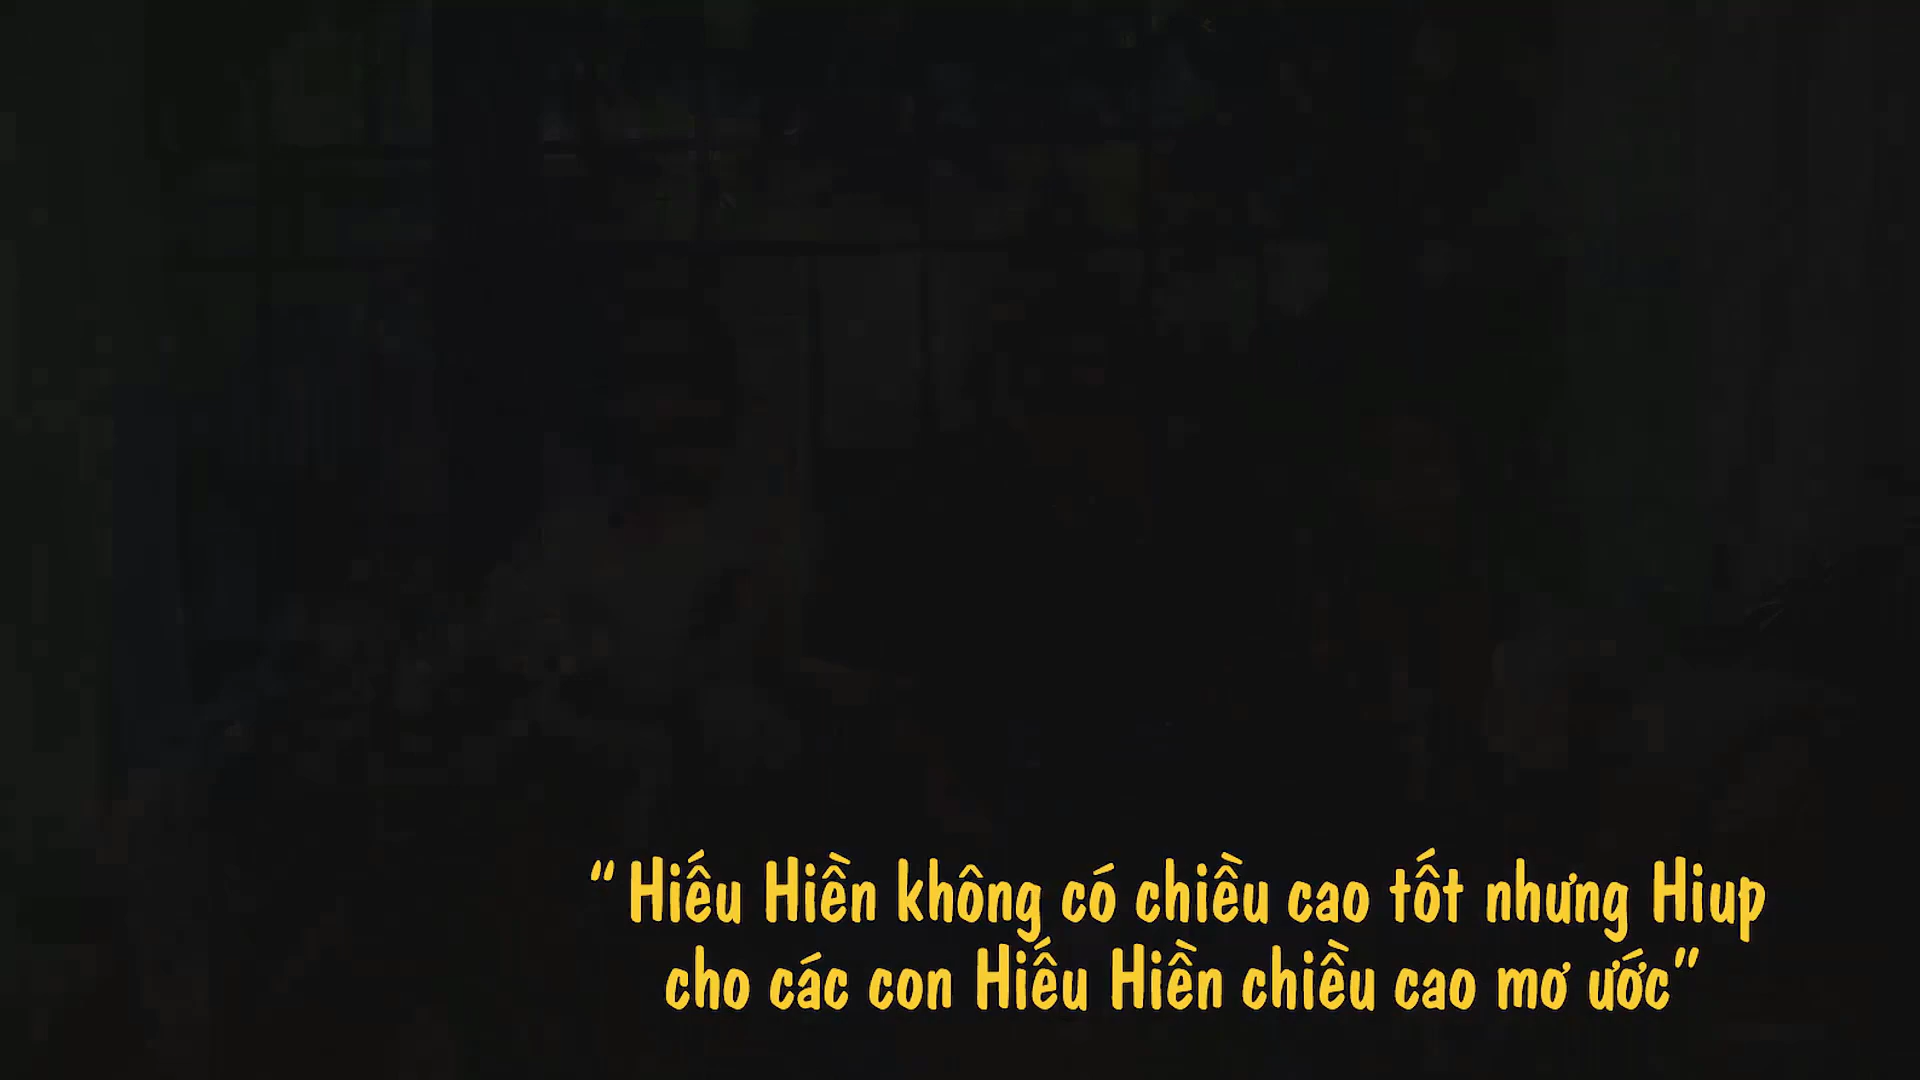 “ Hiếu Hiền không có chiều cao tốt nhưng Hiup
cho các con Hiếu Hiền chiều cao mơ ước”